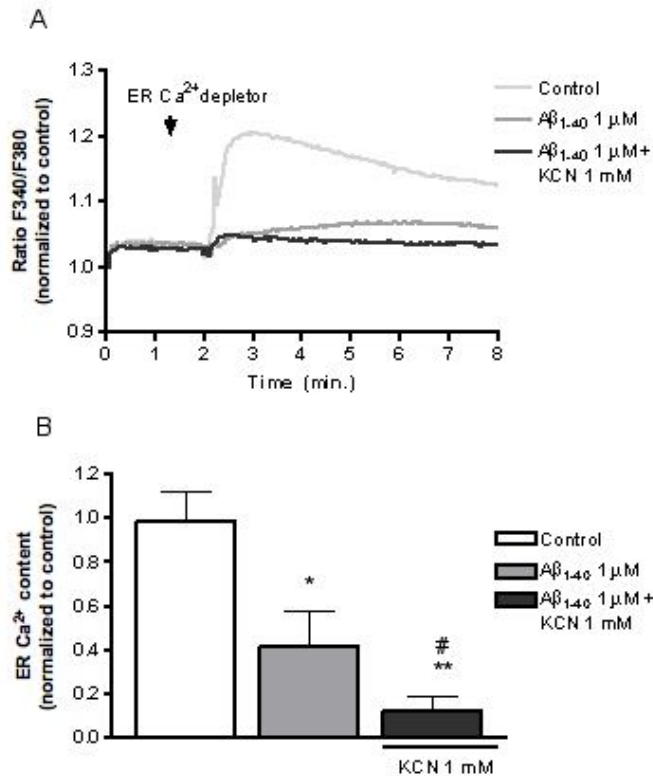 A
1.3
1.2
1.1
1.0
0.9
Ratio F340/F380
(normalized to control)
ER Ca²⁺ depletor
0 1 2 3 4 5 6 7 8
Time (min.)
Control
Aβ₁₋₄₀ 1 μM
Aβ₁₋₄₀ 1 μM +
KCN 1 mM
B
1.2
1.0
0.8
0.6
0.4
0.2
0.0
ER Ca²⁺ content
(normalized to control)
*
#
**
KCN 1 mM
Control
Aβ₁₋₄₀ 1 μM
Aβ₁₋₄₀ 1 μM +
KCN 1 mM